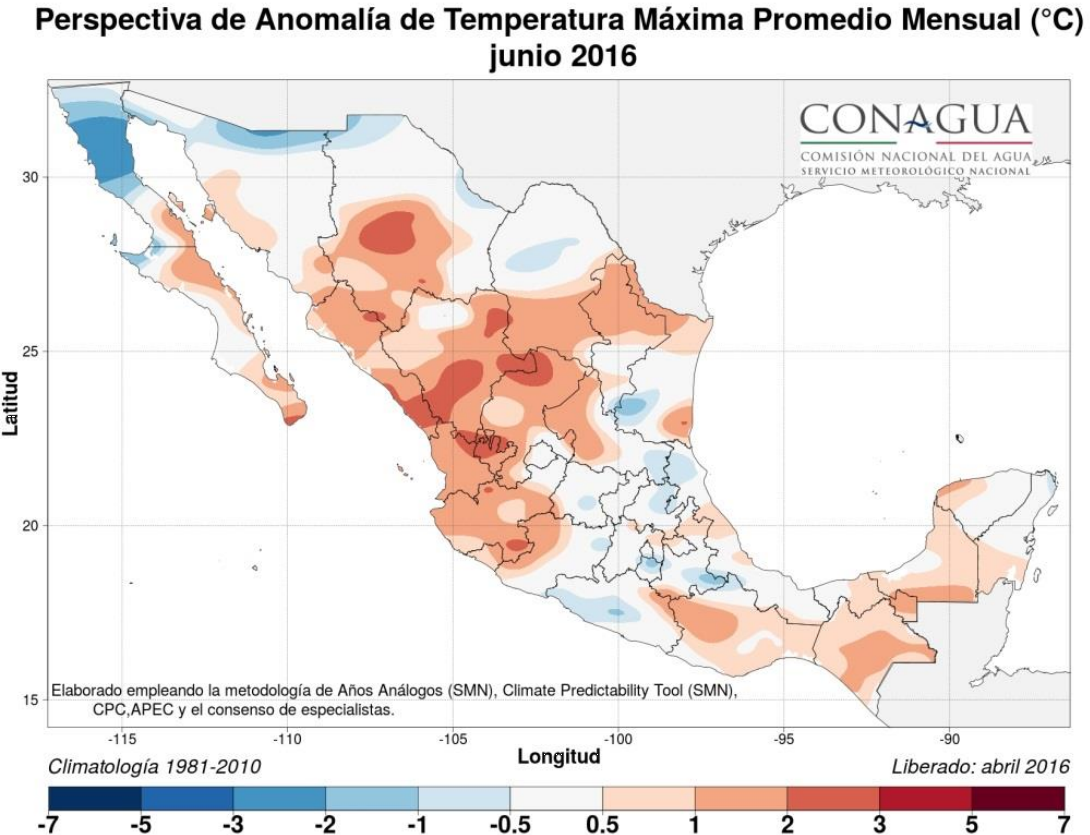 Perspectiva de Anomalía de Temperatura Máxima Promedio Mensual (°C)
junio 2016
CONAGUA
COMISIÓN NACIONAL DEL AGUA
SERVICIO METEOROLÓGICO NACIONAL
30
25
20
15
Latitud
Elaborado empleando la metodología de Años Análogos (SMN), Climate Predictability Tool (SMN),
CPC,APEC y el consenso de especialistas.
-115 -110 -105 -100 -95 -90
Longitud
Climatología 1981-2010
Liberado: abril 2016
-7 -5 -3 -2 -1 -0.5 0.5 1 2 3 5 7